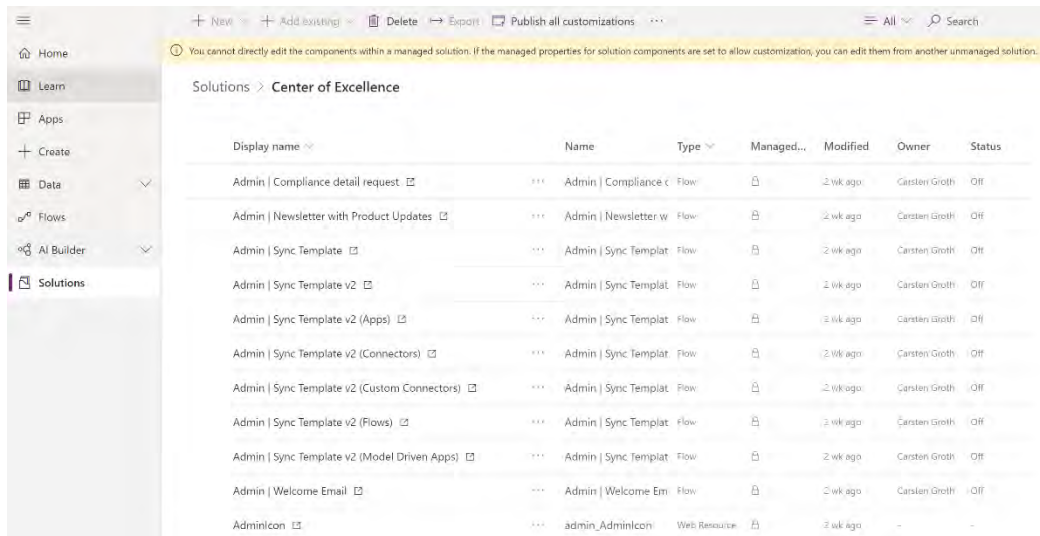 + New + Add existing Delete Export Publish all customizations ... All Search
You cannot directly edit the components within a managed solution. If the managed properties for solution components are set to allow customization, you can edit them from another unmanaged solution.
Home
Learn
Apps
Create
Data
Flows
AI Builder
Solutions
Solutions > Center of Excellence
Display name Name Type Managed... Modified Owner Status
Admin | Compliance detail request ... Admin | Compliance c Flow 2 wk ago Carsten Groth Off
Admin | Newsletter with Product Updates ... Admin | Newsletter w Flow 2 wk ago Carsten Groth Off
Admin | Sync Template ... Admin | Sync Templat Flow 2 wk ago Carsten Groth Off
Admin | Sync Template v2 ... Admin | Sync Templat Flow 2 wk ago Carsten Groth Off
Admin | Sync Template v2 (Apps) ... Admin | Sync Templat Flow 2 wk ago Carsten Groth Off
Admin | Sync Template v2 (Connectors) ... Admin | Sync Templat Flow 2 wk ago Carsten Groth Off
Admin | Sync Template v2 (Custom Connectors) ... Admin | Sync Templat Flow 2 wk ago Carsten Groth Off
Admin | Sync Template v2 (Flows) ... Admin | Sync Templat Flow 2 wk ago Carsten Groth Off
Admin | Sync Template v2 (Model Driven Apps) ... Admin | Sync Templat Flow 2 wk ago Carsten Groth Off
Admin | Welcome Email ... Admin | Welcome Em Flow 2 wk ago Carsten Groth Off
AdminIcon ... admin_AdminIcon Web Resource 3 wk ago - -